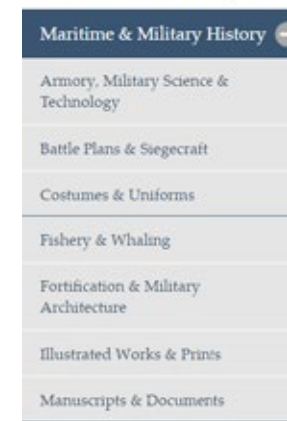 Maritime & Military History
Armory, Military Science &
Technology
Battle Plans & Siegecraft
Costumes & Uniforms
Fishery & Whaling
Fortification & Military
Architecture
Illustrated Works & Prints
Manuscripts & Documents